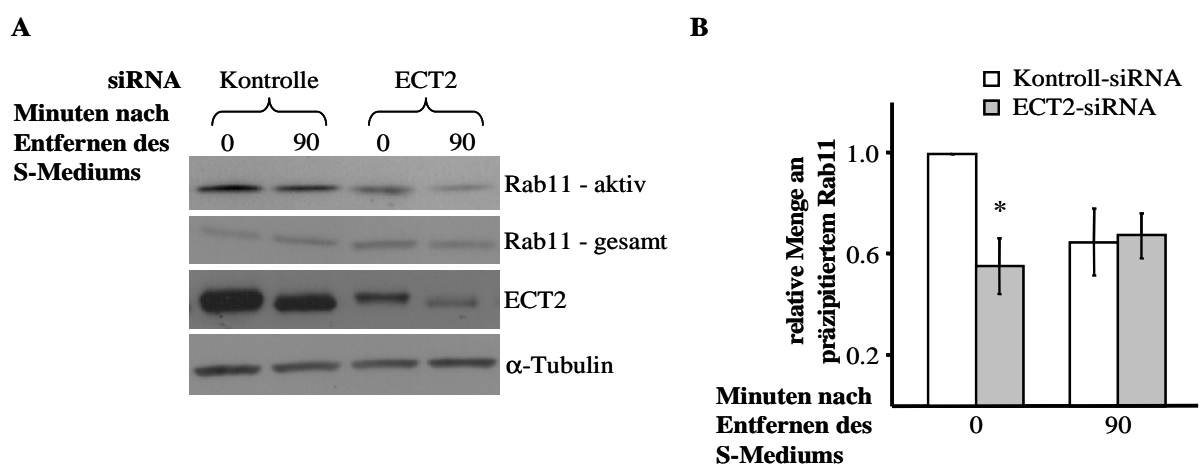 A
siRNA Kontrolle ECT2
Minuten nach
Entfernen des 0 90 0 90
S-Mediums
Rab11 - aktiv
Rab11 - gesamt
ECT2
α-Tubulin
B
Kontroll-siRNA
ECT2-siRNA
relative Menge an
präzipitiertem Rab11
1.0
*
0.6
0.2
Minuten nach
Entfernen des 0 90
S-Mediums